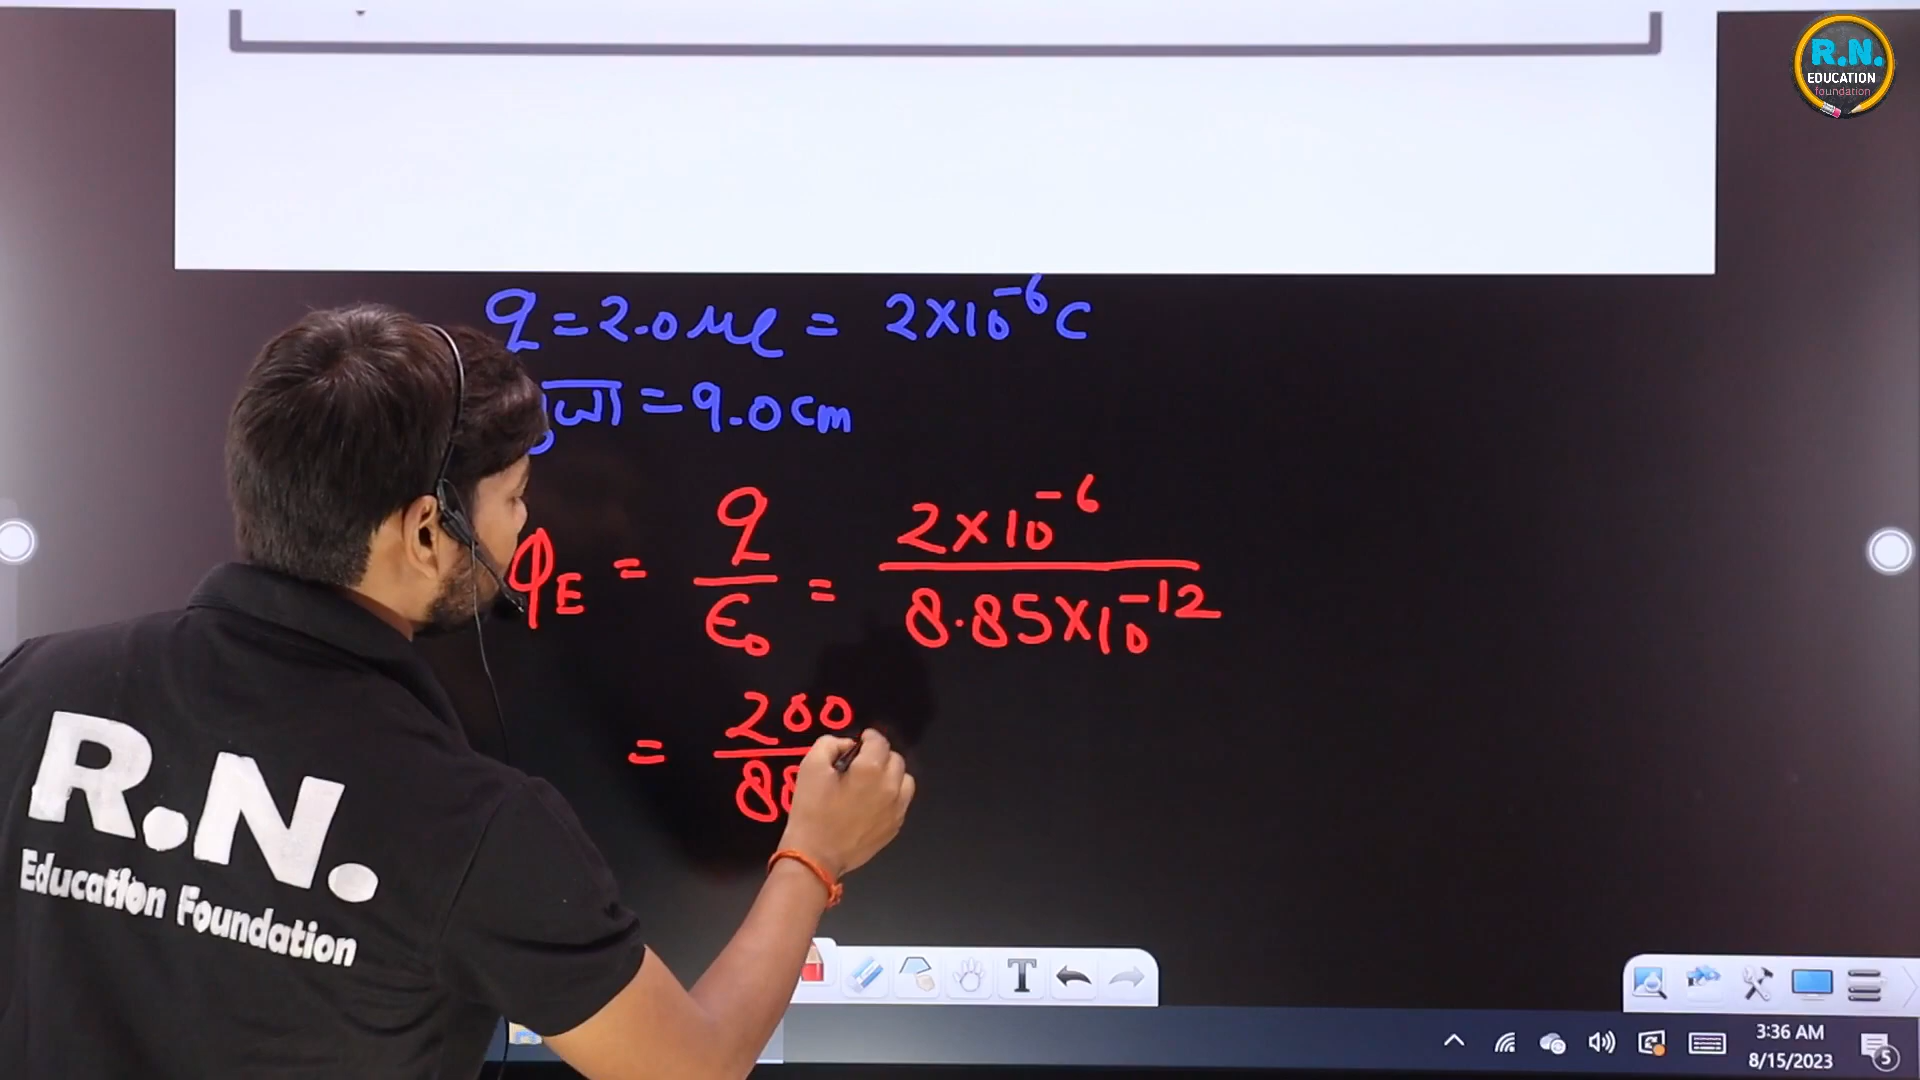 R.N.
EDUCATION
foundation
q = 2.0 μC = 2×10⁻⁶ C
= 9.0 cm
φE = q/ϵ₀ = 2×10⁻⁶/8.85×10⁻¹²
= 200/88
R.N.
Education Foundation
T
3:36 AM
8/15/2023
5